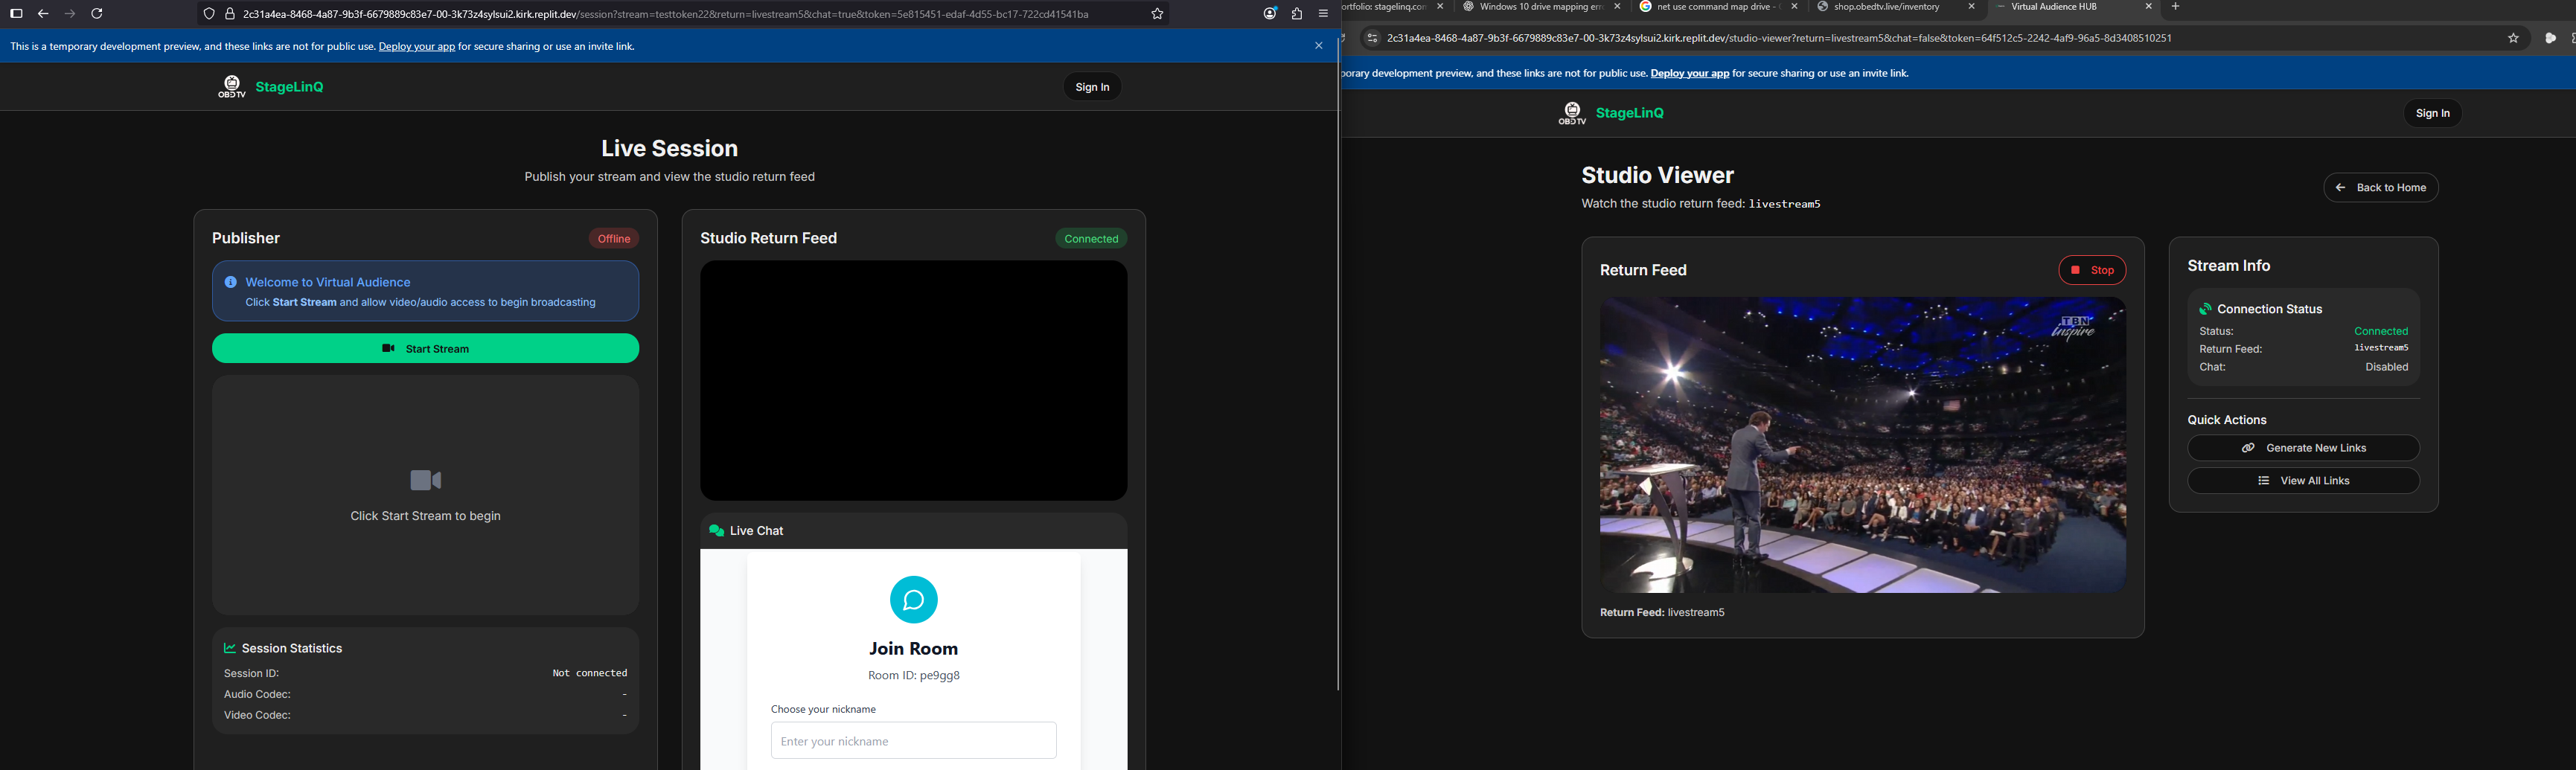 2c31a4ea-8468-4a87-9b3f-6679889c83e7-00-3k73z4sylsui2.kirk.replit.dev/session?stream=testtoken22&return=livestream5&chat=true&token=5e815451-edaf-4d55-bc17-722cd41541ba
This is a temporary development preview, and these links are not for public use. Deploy your app for secure sharing or use an invite link.
OBD TV
StageLinQ
Sign In
Live Session
Publish your stream and view the studio return feed
Publisher
Offline
Welcome to Virtual Audience
Click Start Stream and allow video/audio access to begin broadcasting
Start Stream
Click Start Stream to begin
Session Statistics
Session ID: Not connected
Audio Codec: -
Video Codec: -
Studio Return Feed
Connected
Live Chat
Join Room
Room ID: pe9gg8
Choose your nickname
Enter your nickname
ortfolio: stagelinq.con
Windows 10 drive mapping erro
net use command map drive -
shop.obedtv.live/inventory
Virtual Audience HUB
2c31a4ea-8468-4a87-9b3f-6679889c83e7-00-3k73z4sylsui2.kirk.replit.dev/studio-viewer?return=livestream5&chat=false&token=64f512c5-2242-4af9-96a5-8d3408510251
porary development preview, and these links are not for public use. Deploy your app for secure sharing or use an invite link.
OBD TV
StageLinQ
Sign In
Studio Viewer
Watch the studio return feed: livestream5
Back to Home
Return Feed
Stop
TBN
Inspire
Return Feed: livestream5
Stream Info
Connection Status
Status: Connected
Return Feed: livestream5
Chat: Disabled
Quick Actions
Generate New Links
View All Links